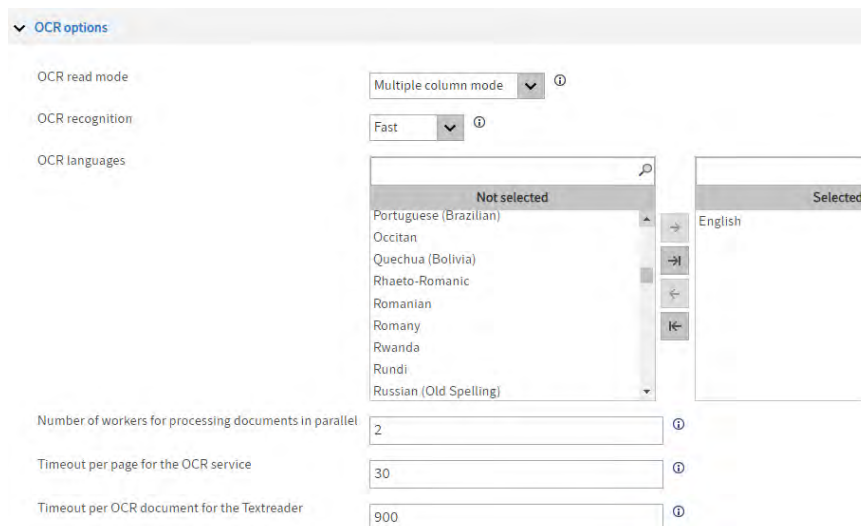 OCR options
OCR read mode
Multiple column mode
OCR recognition
Fast
OCR languages
Not selected
Selected
Portuguese (Brazilian)
English
Occitan
Quechua (Bolivia)
Rhaeto-Romanic
Romanian
Romany
Rwanda
Rundi
Russian (Old Spelling)
Number of workers for processing documents in parallel
2
Timeout per page for the OCR service
30
Timeout per OCR document for the Textreader
900